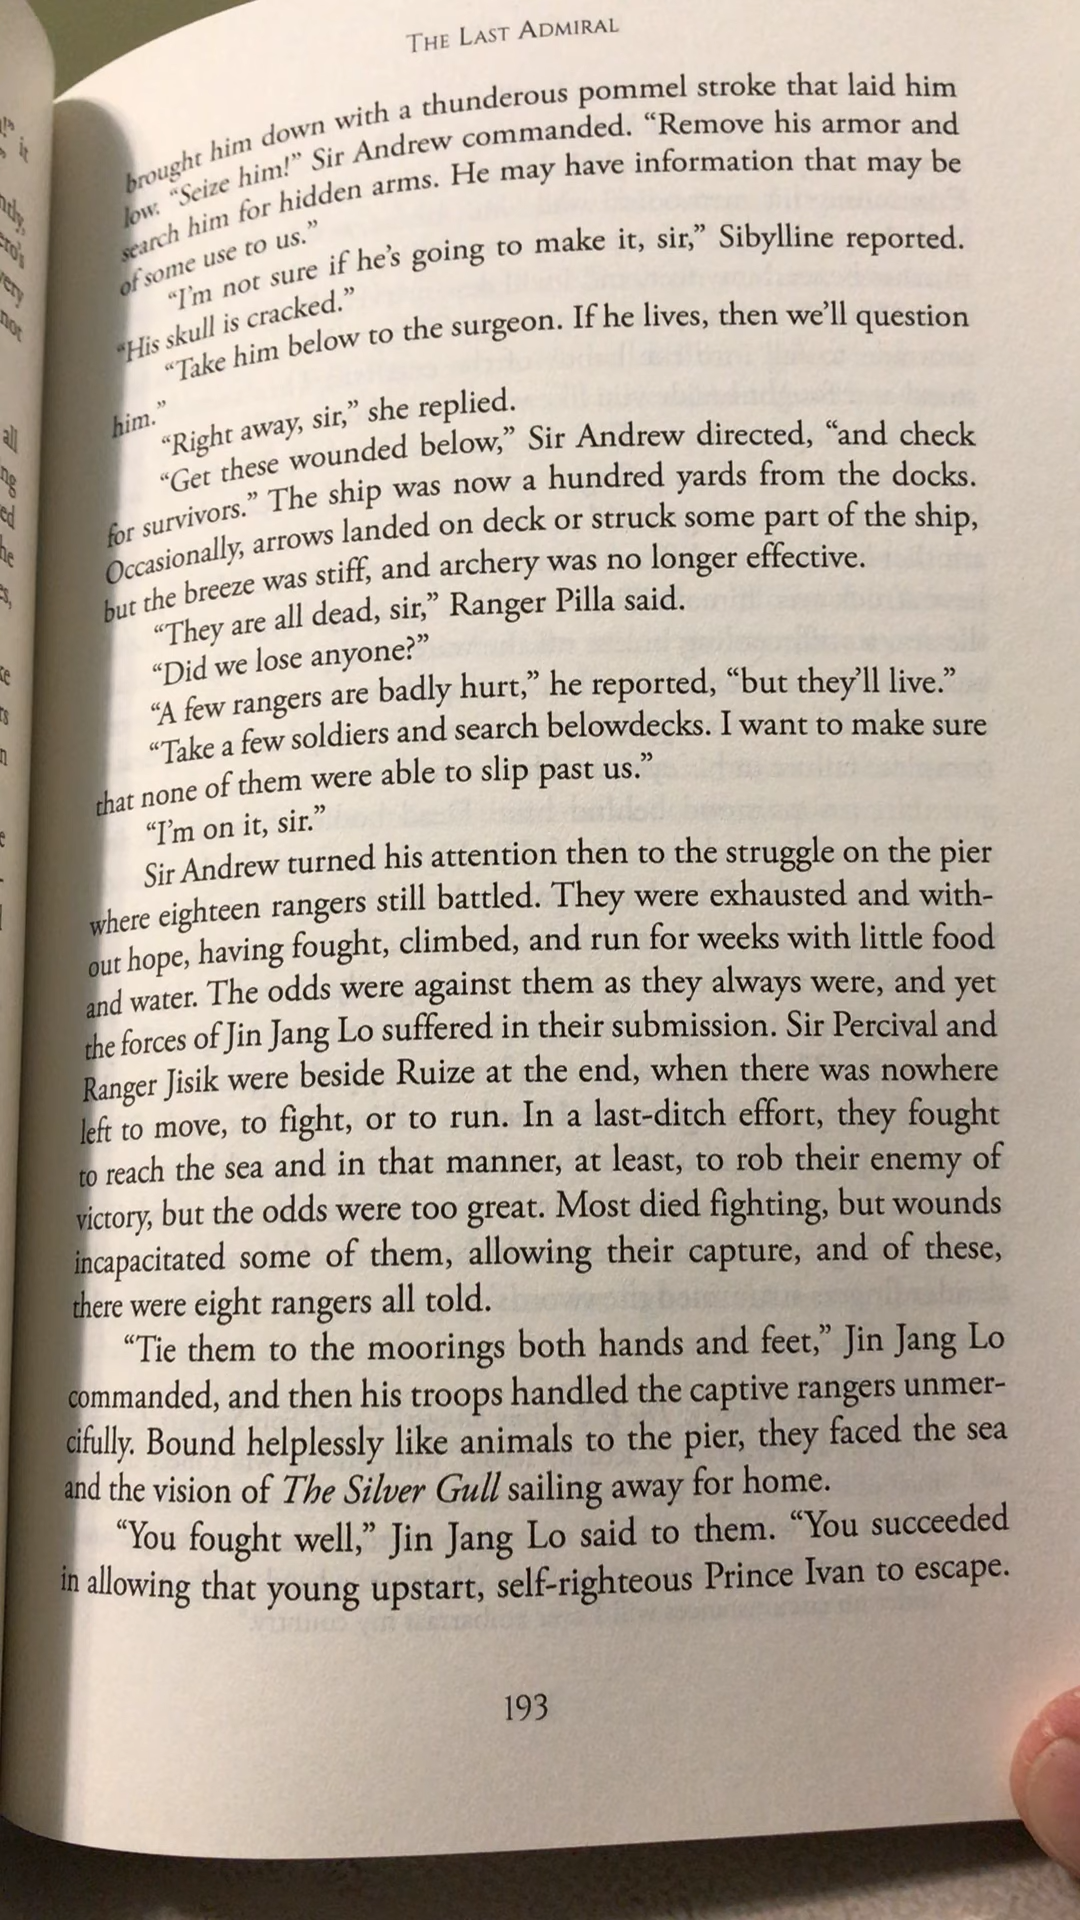 THE LAST ADMIRAL
brought him down with a thunderous pommel stroke that laid him
low. “Seize him!” Sir Andrew commanded. “Remove his armor and
search him for hidden arms. He may have information that may be
of some use to us.”
“I’m not sure if he’s going to make it, sir,” Sibylline reported.
“His skull is cracked.”
“Take him below to the surgeon. If he lives, then we’ll question
him.”
“Right away, sir,” she replied.
“Get these wounded below,” Sir Andrew directed, “and check
for survivors.” The ship was now a hundred yards from the docks.
Occasionally, arrows landed on deck or struck some part of the ship,
but the breeze was stiff, and archery was no longer effective.
“They are all dead, sir,” Ranger Pilla said.
“Did we lose anyone?”
“A few rangers are badly hurt,” he reported, “but they’ll live.”
“Take a few soldiers and search belowdecks. I want to make sure
that none of them were able to slip past us.”
“I’m on it, sir.”
Sir Andrew turned his attention then to the struggle on the pier
where eighteen rangers still battled. They were exhausted and with-
out hope, having fought, climbed, and run for weeks with little food
and water. The odds were against them as they always were, and yet
the forces of Jin Jang Lo suffered in their submission. Sir Percival and
Ranger Jisik were beside Ruize at the end, when there was nowhere
left to move, to fight, or to run. In a last-ditch effort, they fought
to reach the sea and in that manner, at least, to rob their enemy of
victory, but the odds were too great. Most died fighting, but wounds
incapacitated some of them, allowing their capture, and of these,
there were eight rangers all told.
“Tie them to the moorings both hands and feet,” Jin Jang Lo
commanded, and then his troops handled the captive rangers unmer-
cifully. Bound helplessly like animals to the pier, they faced the sea
and the vision of The Silver Gull sailing away for home.
“You fought well,” Jin Jang Lo said to them. “You succeeded
in allowing that young upstart, self-righteous Prince Ivan to escape.
193